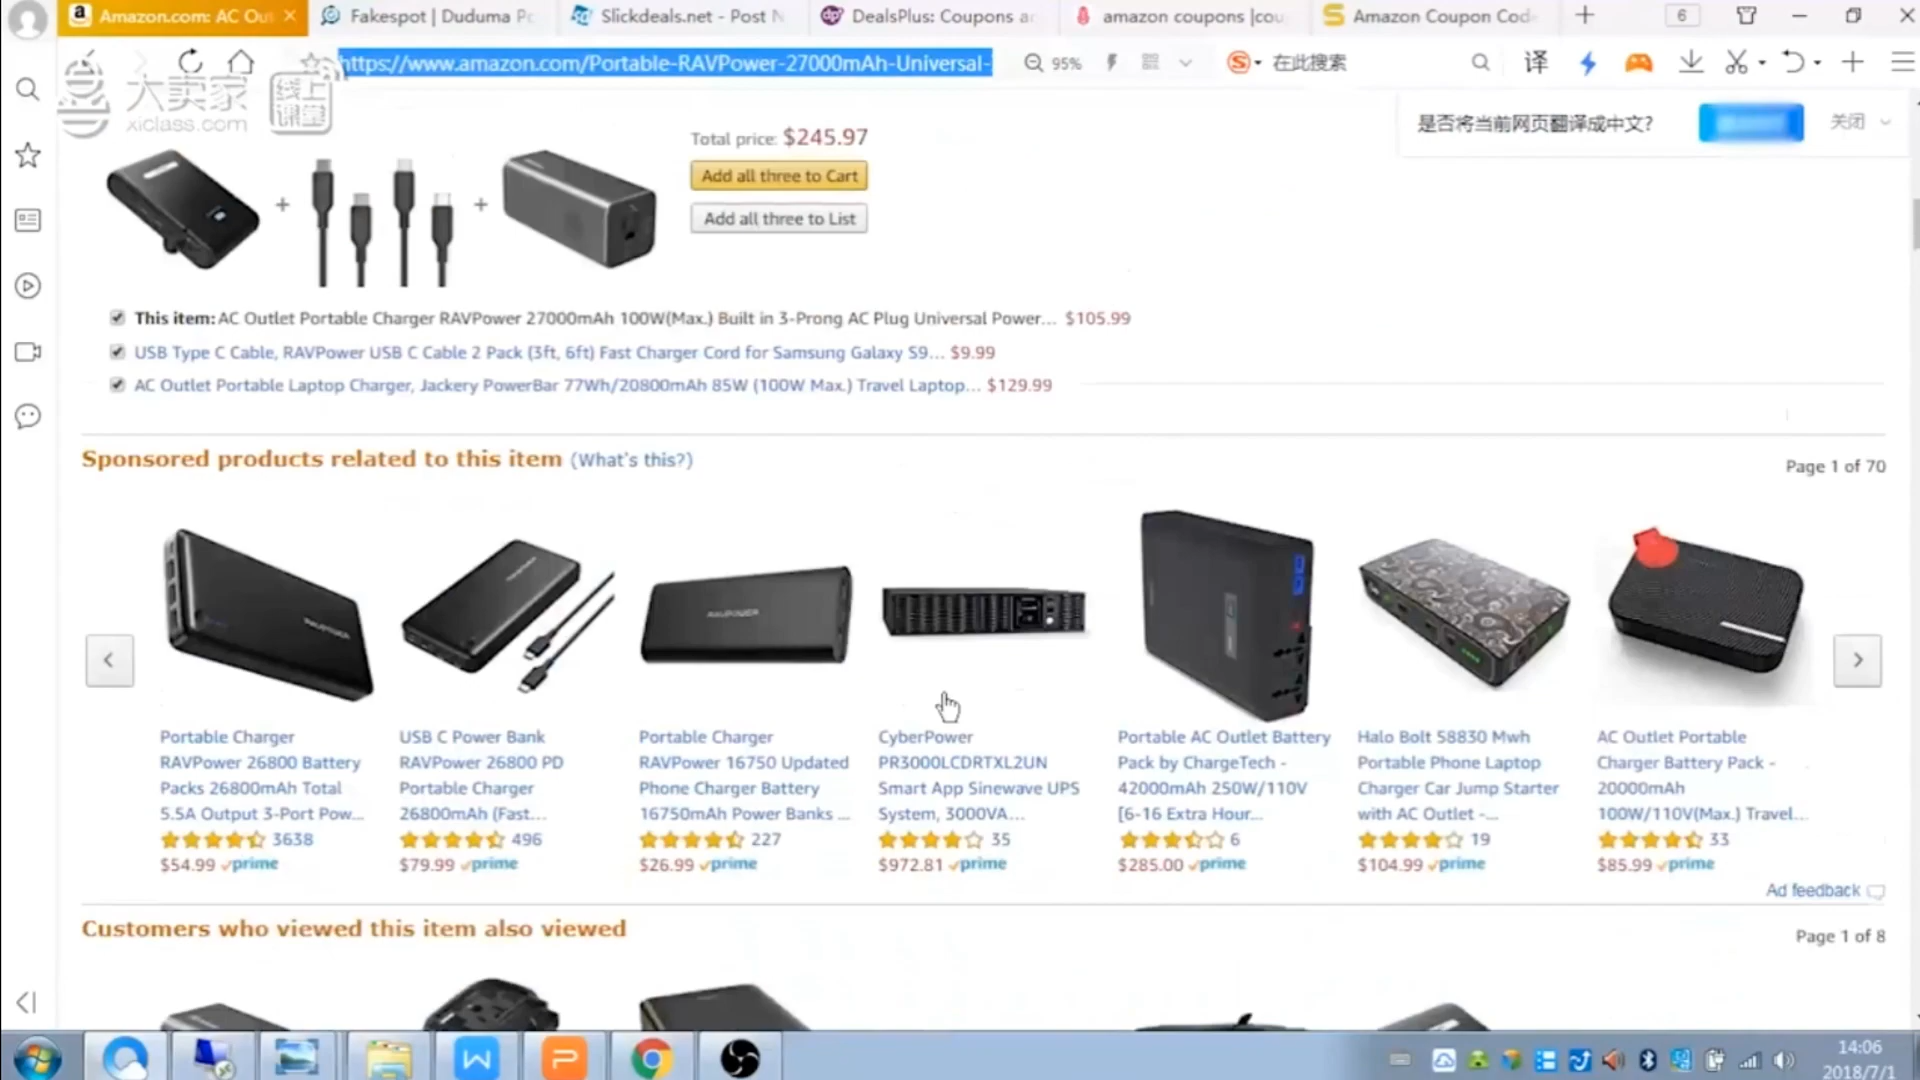 Amazon.com: AC Out
Fakespot | Duduma Po
Slickdeals.net - Post N
DealsPlus: Coupons an
amazon coupons |cou
Amazon Coupon Code
6
https://www.amazon.com/Portable-RAVPower-27000mAh-Universal-
95%
在此搜索
译
大卖家
xiclass.com
线上
课堂
是否将当前网页翻译成中文?
关闭
Total price: $245.97
Add all three to Cart
Add all three to List
This item: AC Outlet Portable Charger RAVPower 27000mAh 100W(Max.) Built in 3-Prong AC Plug Universal Power... $105.99
USB Type C Cable, RAVPower USB C Cable 2 Pack (3ft, 6ft) Fast Charger Cord for Samsung Galaxy S9... $9.99
AC Outlet Portable Laptop Charger, Jackery PowerBar 77Wh/20800mAh 85W (100W Max.) Travel Laptop... $129.99
Sponsored products related to this item (What's this?)
Page 1 of 70
Portable Charger
RAVPower 26800 Battery
Packs 26800mAh Total
5.5A Output 3-Port Pow...
3638
$54.99 prime
USB C Power Bank
RAVPower 26800 PD
Portable Charger
26800mAh (Fast...
496
$79.99 prime
RAVPOWER
Portable Charger
RAVPower 16750 Updated
Phone Charger Battery
16750mAh Power Banks ...
227
$26.99 prime
CyberPower
PR3000LCDRTXL2UN
Smart App Sinewave UPS
System, 3000VA...
35
$972.81 prime
Portable AC Outlet Battery
Pack by ChargeTech -
42000mAh 250W/110V
[6-16 Extra Hour...
6
$285.00 prime
Halo Bolt 58830 Mwh
Portable Phone Laptop
Charger Car Jump Starter
with AC Outlet -...
19
$104.99 prime
AC Outlet Portable
Charger Battery Pack -
20000mAh
100W/110V(Max.) Travel...
33
$85.99 prime
Ad feedback
Customers who viewed this item also viewed
Page 1 of 8
14:06
2018/7/1